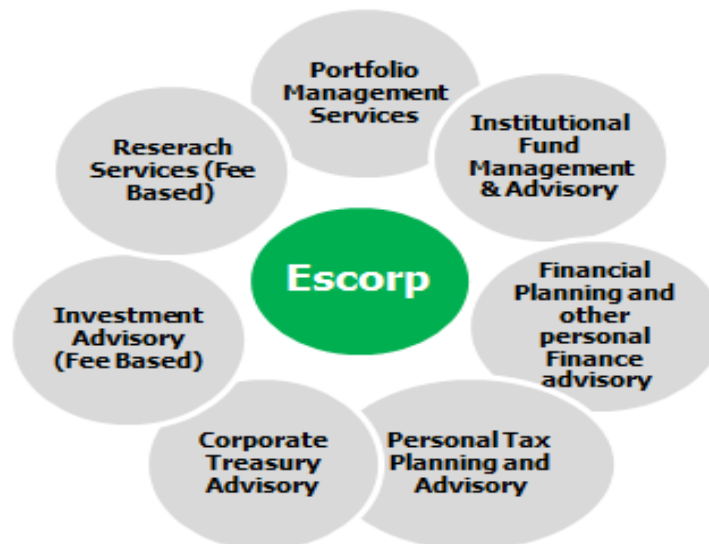 Portfolio
Management
Services
Institutional
Fund
Management
& Advisory
Financial
Planning and
other
personal
Finance
advisory
Personal Tax
Planning and
Advisory
Corporate
Treasury
Advisory
Investment
Advisory
(Fee Based)
Reserach
Services (Fee
Based)
Escorp